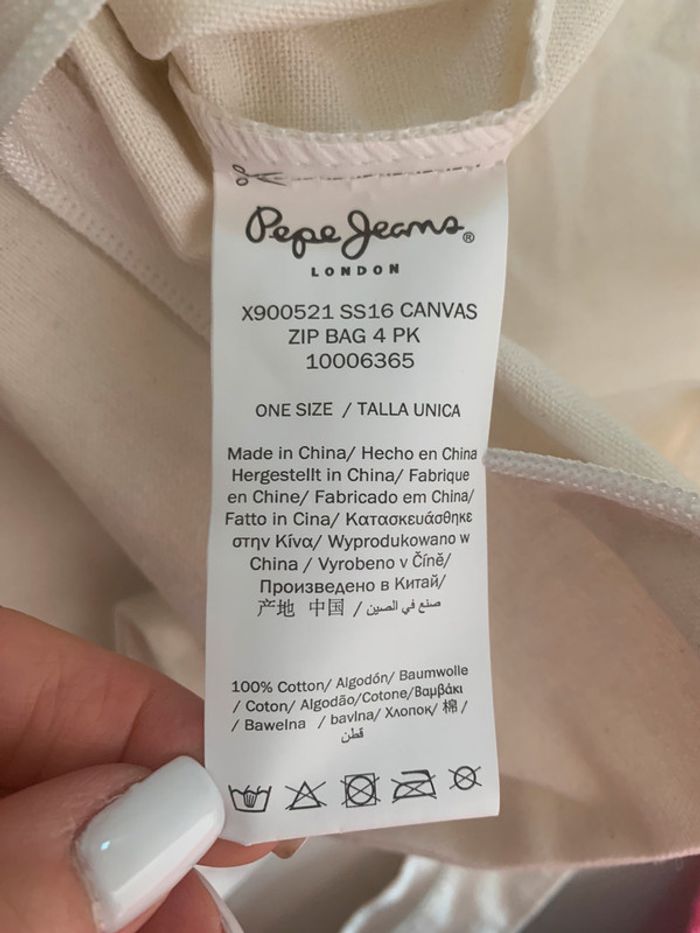 Pepe Jeans®
LONDON
X900521 SS16 CANVAS
ZIP BAG 4 PK
10006365
ONE SIZE / TALLA UNICA
Made in China/ Hecho en China
Hergestellt in China/ Fabrique
en Chine/ Fabricado em China/
Fatto in Cina/ Κατασκευάσθηκε
στην Κίνα/ Wyprodukowano w
China / Vyrobeno v Číně/
Произведено в Китай/
产地 中国 / صنع في الصين
100% Cotton/ Algodón/ Baumwolle
/ Coton/ Algodão/Cotone/Βαμβάκι
/ Bawelna / bavlna/ Хлопок/ 棉 /
قطن